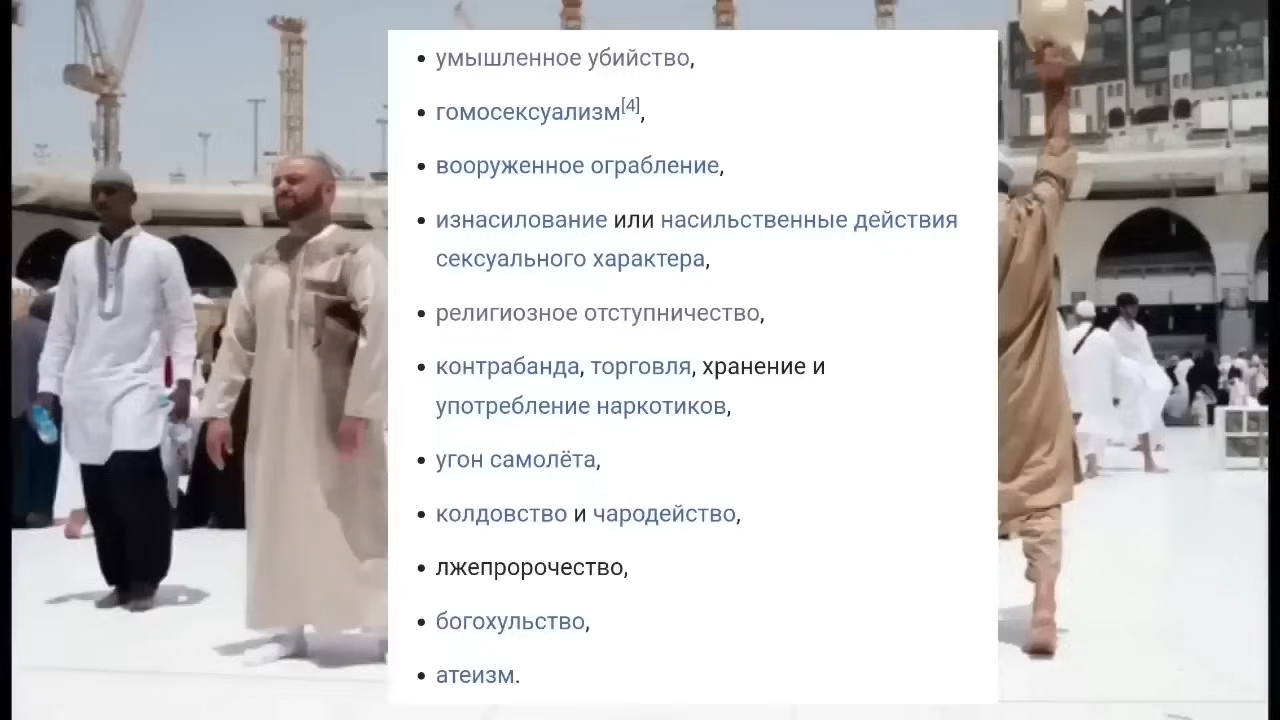 • умышленное убийство,
• гомосексуализм[4],
• вооруженное ограбление,
• изнасилование или насильственные действия
сексуального характера,
• религиозное отступничество,
• контрабанда, торговля, хранение и
употребление наркотиков,
• угон самолёта,
• колдовство и чародейство,
• лжепророчество,
• богохульство,
• атеизм.